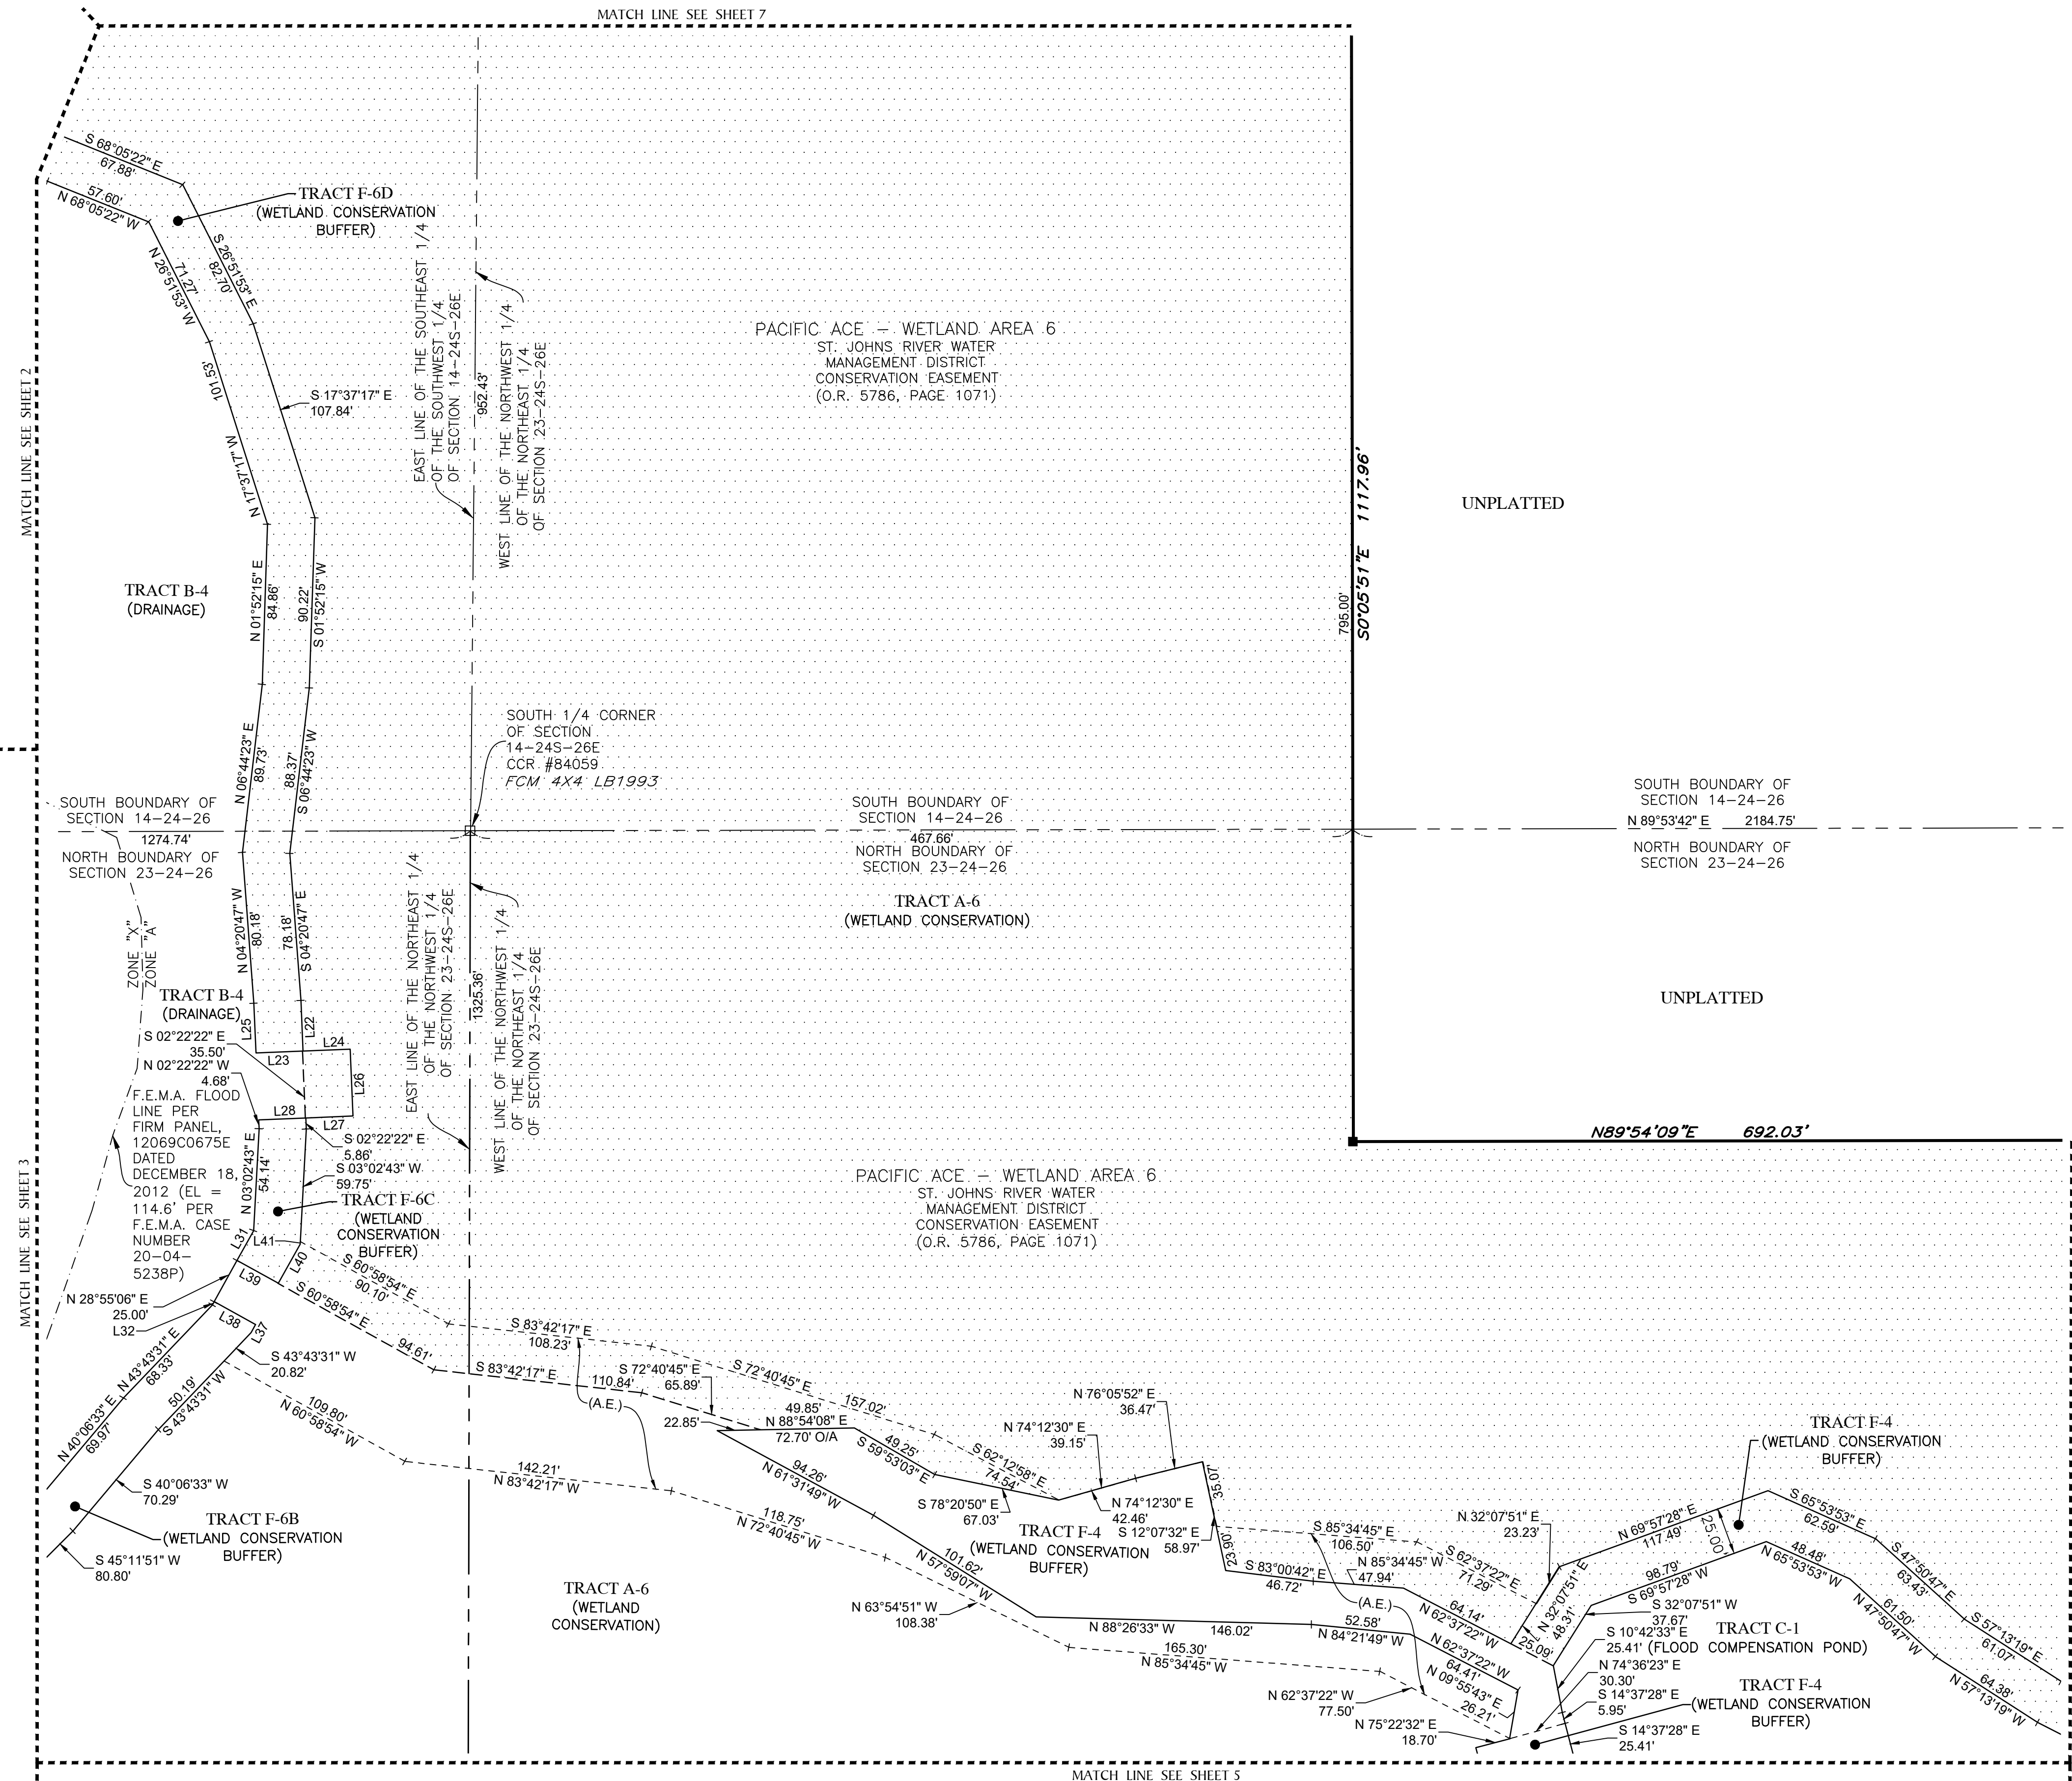 MATCH LINE SEE SHEET 7
S 68°05'22" E
67.88'
57.60'
N 68°05'22" W
TRACT F-6D
(WETLAND CONSERVATION
BUFFER)
S 26°51'53" E
82.70'
71.27'
N 26°51'53" W
101.53'
N 17°37'17" W
S 17°37'17" E
107.84'
EAST LINE OF THE SOUTHEAST 1/4
OF THE SOUTHWEST 1/4
OF SECTION 14-24S-26E
952.43'
WEST LINE OF THE NORTHWEST 1/4
OF THE NORTHEAST 1/4
OF SECTION 23-24S-26E
PACIFIC ACE - WETLAND AREA 6
ST. JOHNS RIVER WATER
MANAGEMENT DISTRICT
CONSERVATION EASEMENT
(O.R. 5786, PAGE 1071)
MATCH LINE SEE SHEET 2
UNPLATTED
S0°05'51"E 1117.96'
795.00'
TRACT B-4
(DRAINAGE)
N 01°52'15" E
84.86'
90.22'
S 01°52'15" W
N 06°44'23" E
89.73'
88.37'
S 06°44'23" W
SOUTH 1/4 CORNER
OF SECTION
14-24S-26E
CCR #84059
FCM 4X4 LB1993
SOUTH BOUNDARY OF
SECTION 14-24-26
1274.74'
NORTH BOUNDARY OF
SECTION 23-24-26
SOUTH BOUNDARY OF
SECTION 14-24-26
467.66'
NORTH BOUNDARY OF
SECTION 23-24-26
SOUTH BOUNDARY OF
SECTION 14-24-26
N 89°53'42" E 2184.75'
NORTH BOUNDARY OF
SECTION 23-24-26
TRACT A-6
(WETLAND CONSERVATION)
ZONE "X"
ZONE "A"
N 04°20'47" W
80.18'
78.18'
S 04°20'47" E
EAST LINE OF THE NORTHEAST 1/4
OF THE NORTHWEST 1/4
OF SECTION 23-24S-26E
1325.36'
WEST LINE OF THE NORTHWEST 1/4
OF THE NORTHEAST 1/4
OF SECTION 23-24S-26E
UNPLATTED
TRACT B-4
(DRAINAGE)
L25
L22
L24
L23
L26
L28
L27
S 02°22'22" E
35.50'
N 02°22'22" W
4.68'
F.E.M.A. FLOOD
LINE PER
FIRM PANEL,
12069C0675E
DATED
DECEMBER 18,
2012 (EL =
114.6' PER
F.E.M.A. CASE
NUMBER
20-04-
5238P)
N 03°02'43" E
54.14'
S 02°22'22" E
5.86'
S 03°02'43" W
59.75'
TRACT F-6C
(WETLAND
CONSERVATION
BUFFER)
N89°54'09"E 692.03'
PACIFIC ACE - WETLAND AREA 6
ST. JOHNS RIVER WATER
MANAGEMENT DISTRICT
CONSERVATION EASEMENT
(O.R. 5786, PAGE 1071)
MATCH LINE SEE SHEET 3
L31
L41
L40
L39
N 28°55'06" E
25.00'
L32
L38
L37
S 60°58'54" E
90.10'
S 60°58'54" E
94.61'
S 83°42'17" E
108.23'
S 83°42'17" E
110.84'
(A.E.)
S 72°40'45" E
65.89'
S 72°40'45" E
157.02'
22.85'
49.85'
N 88°54'08" E
72.70' O/A
49.25'
S 59°53'03" E
S 62°12'58" E
74.54'
N 74°12'30" E
39.15'
N 76°05'52" E
36.47'
S 43°43'31" W
20.82'
N 43°43'31" E
68.33'
50.19'
S 43°43'31" W
109.80'
N 60°58'54" W
N 40°06'33" E
69.97'
S 40°06'33" W
70.29'
TRACT F-6B
(WETLAND CONSERVATION
BUFFER)
S 45°11'51" W
80.80'
142.21'
N 83°42'17" W
94.26'
N 61°31'49" W
118.75'
N 72°40'45" W
S 78°20'50" E
67.03'
N 74°12'30" E
42.46'
TRACT F-4
(WETLAND CONSERVATION
BUFFER)
S 12°07'32" E
58.97'
35.07'
23.90'
101.62'
N 57°59'07" W
TRACT A-6
(WETLAND
CONSERVATION)
N 63°54'51" W
108.38'
S 85°34'45" E
106.50'
S 83°00'42" E
46.72'
N 85°34'45" W
47.94'
(A.E.)
S 62°37'22" E
71.29'
64.14'
N 62°37'22" W
N 32°07'51" E
23.23'
N 32°07'51" E
48.31'
25.09'
N 69°57'28" E
117.49'
25.00'
98.79'
S 69°57'28" W
TRACT F-4
(WETLAND CONSERVATION
BUFFER)
S 65°53'53" E
62.59'
48.48'
N 65°53'53" W
S 47°50'47" E
63.43'
61.50'
N 47°50'47" W
S 57°13'19" E
61.07'
64.38'
N 57°13'19" W
S 32°07'51" W
37.67'
TRACT C-1
(FLOOD COMPENSATION POND)
S 10°42'33" E
25.41'
N 74°36'23" E
30.30'
S 14°37'28" E
5.95'
TRACT F-4
(WETLAND CONSERVATION
BUFFER)
S 14°37'28" E
25.41'
N 88°26'33" W 146.02'
52.58'
N 84°21'49" W
165.30'
N 85°34'45" W
N 62°37'22" W
64.41'
N 09°55'43" E
26.21'
N 62°37'22" W
77.50'
N 75°22'32" E
18.70'
MATCH LINE SEE SHEET 5